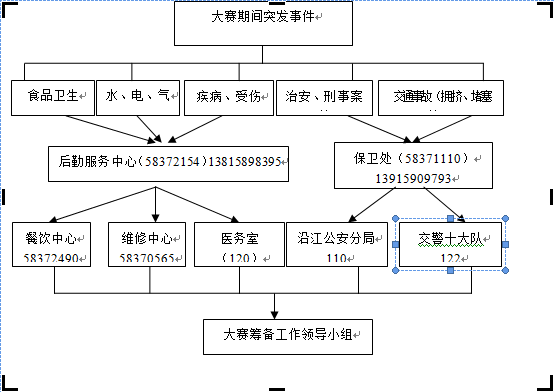 大赛期间突发事件
食品卫生
水、电、气
疾病、受伤
治安、刑事案
交通事故(拥挤、堵塞
后勤服务中心(58372154)13815898395
保卫处(58371110)
13915909793
餐饮中心
58372490
维修中心
58370565
医务室
(120)
沿江公安分局
110
交警十大队
122
大赛筹备工作领导小组